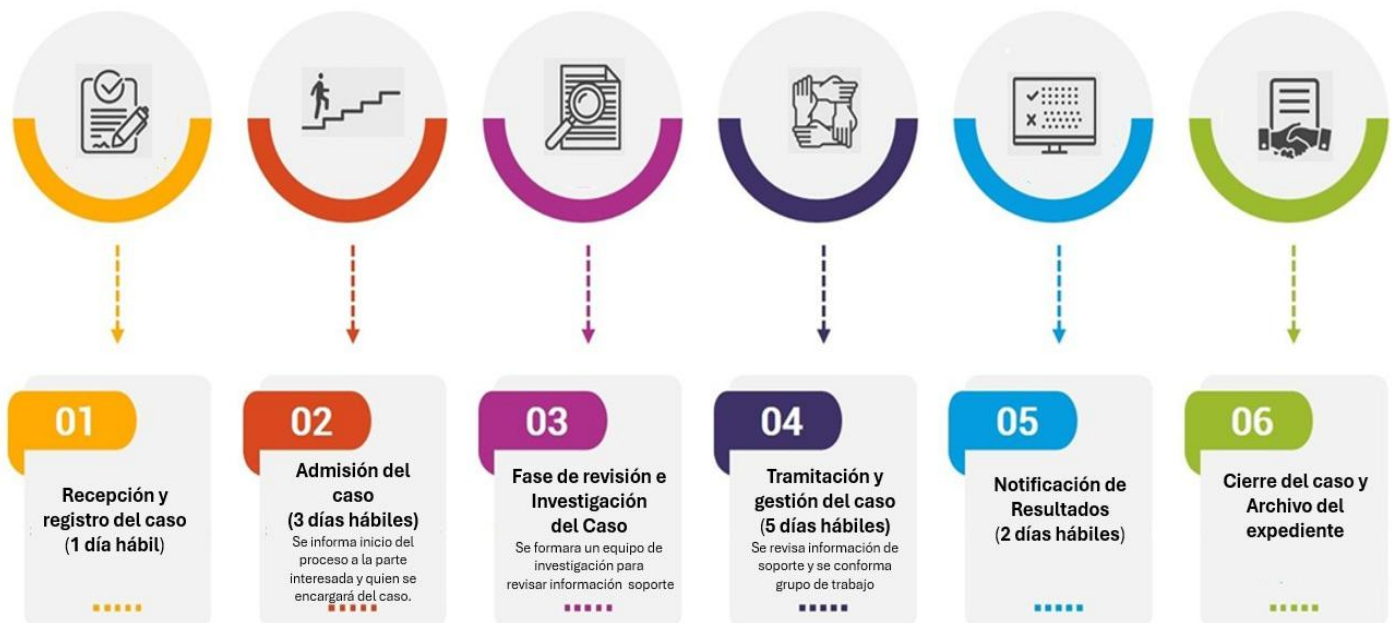 01
Recepción y
registro del caso
(1 día hábil)
02
Admisión del
caso
(3 días hábiles)
Se informa inicio del
proceso a la parte
interesada y quien se
encargará del caso.
03
Fase de revisión e
Investigación
del Caso
Se formara un equipo de
investigación para
revisar información soporte
04
Tramitación y
gestión del caso
(5 días hábiles)
Se revisa información de
soporte y se conforma
grupo de trabajo
05
Notificación de
Resultados
(2 días hábiles)
06
Cierre del caso y
Archivo del
expediente